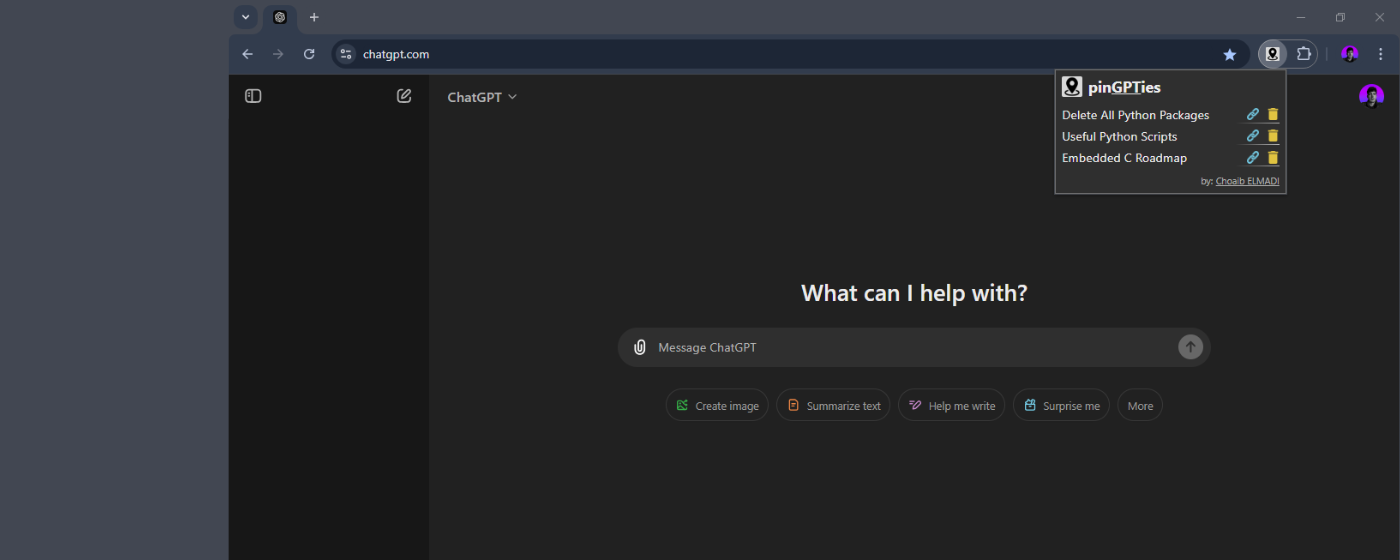 chatgpt.com
ChatGPT
pinGPTies
Delete All Python Packages
Useful Python Scripts
Embedded C Roadmap
by: Choaib ELMADI
What can I help with?
Message ChatGPT
Create image
Summarize text
Help me write
Surprise me
More